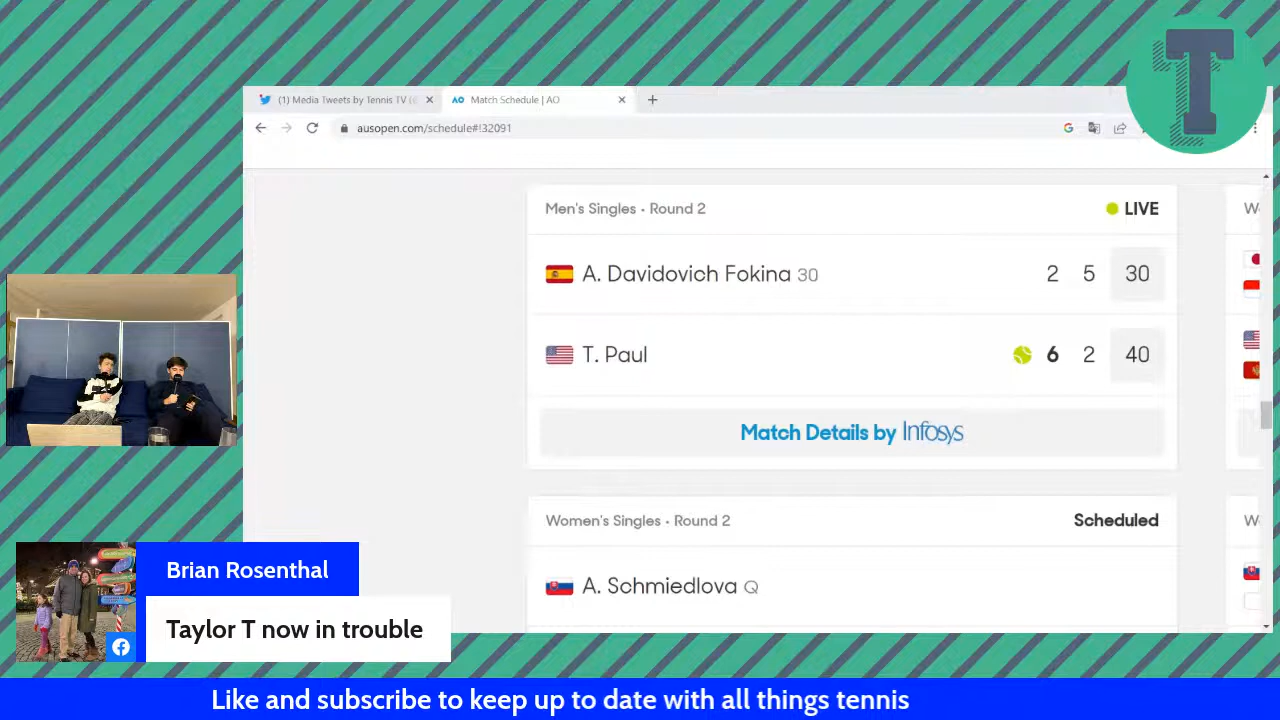 T
(1) Media Tweets by Tennis TV
AO Match Schedule | AO
ausopen.com/schedule#!32091
Men's Singles • Round 2
LIVE
A. Davidovich Fokina 30
2 5 30
T. Paul
6 2 40
Match Details by Infosys
Women's Singles • Round 2
Scheduled
A. Schmiedlova Q
Brian Rosenthal
Taylor T now in trouble
Like and subscribe to keep up to date with all things tennis